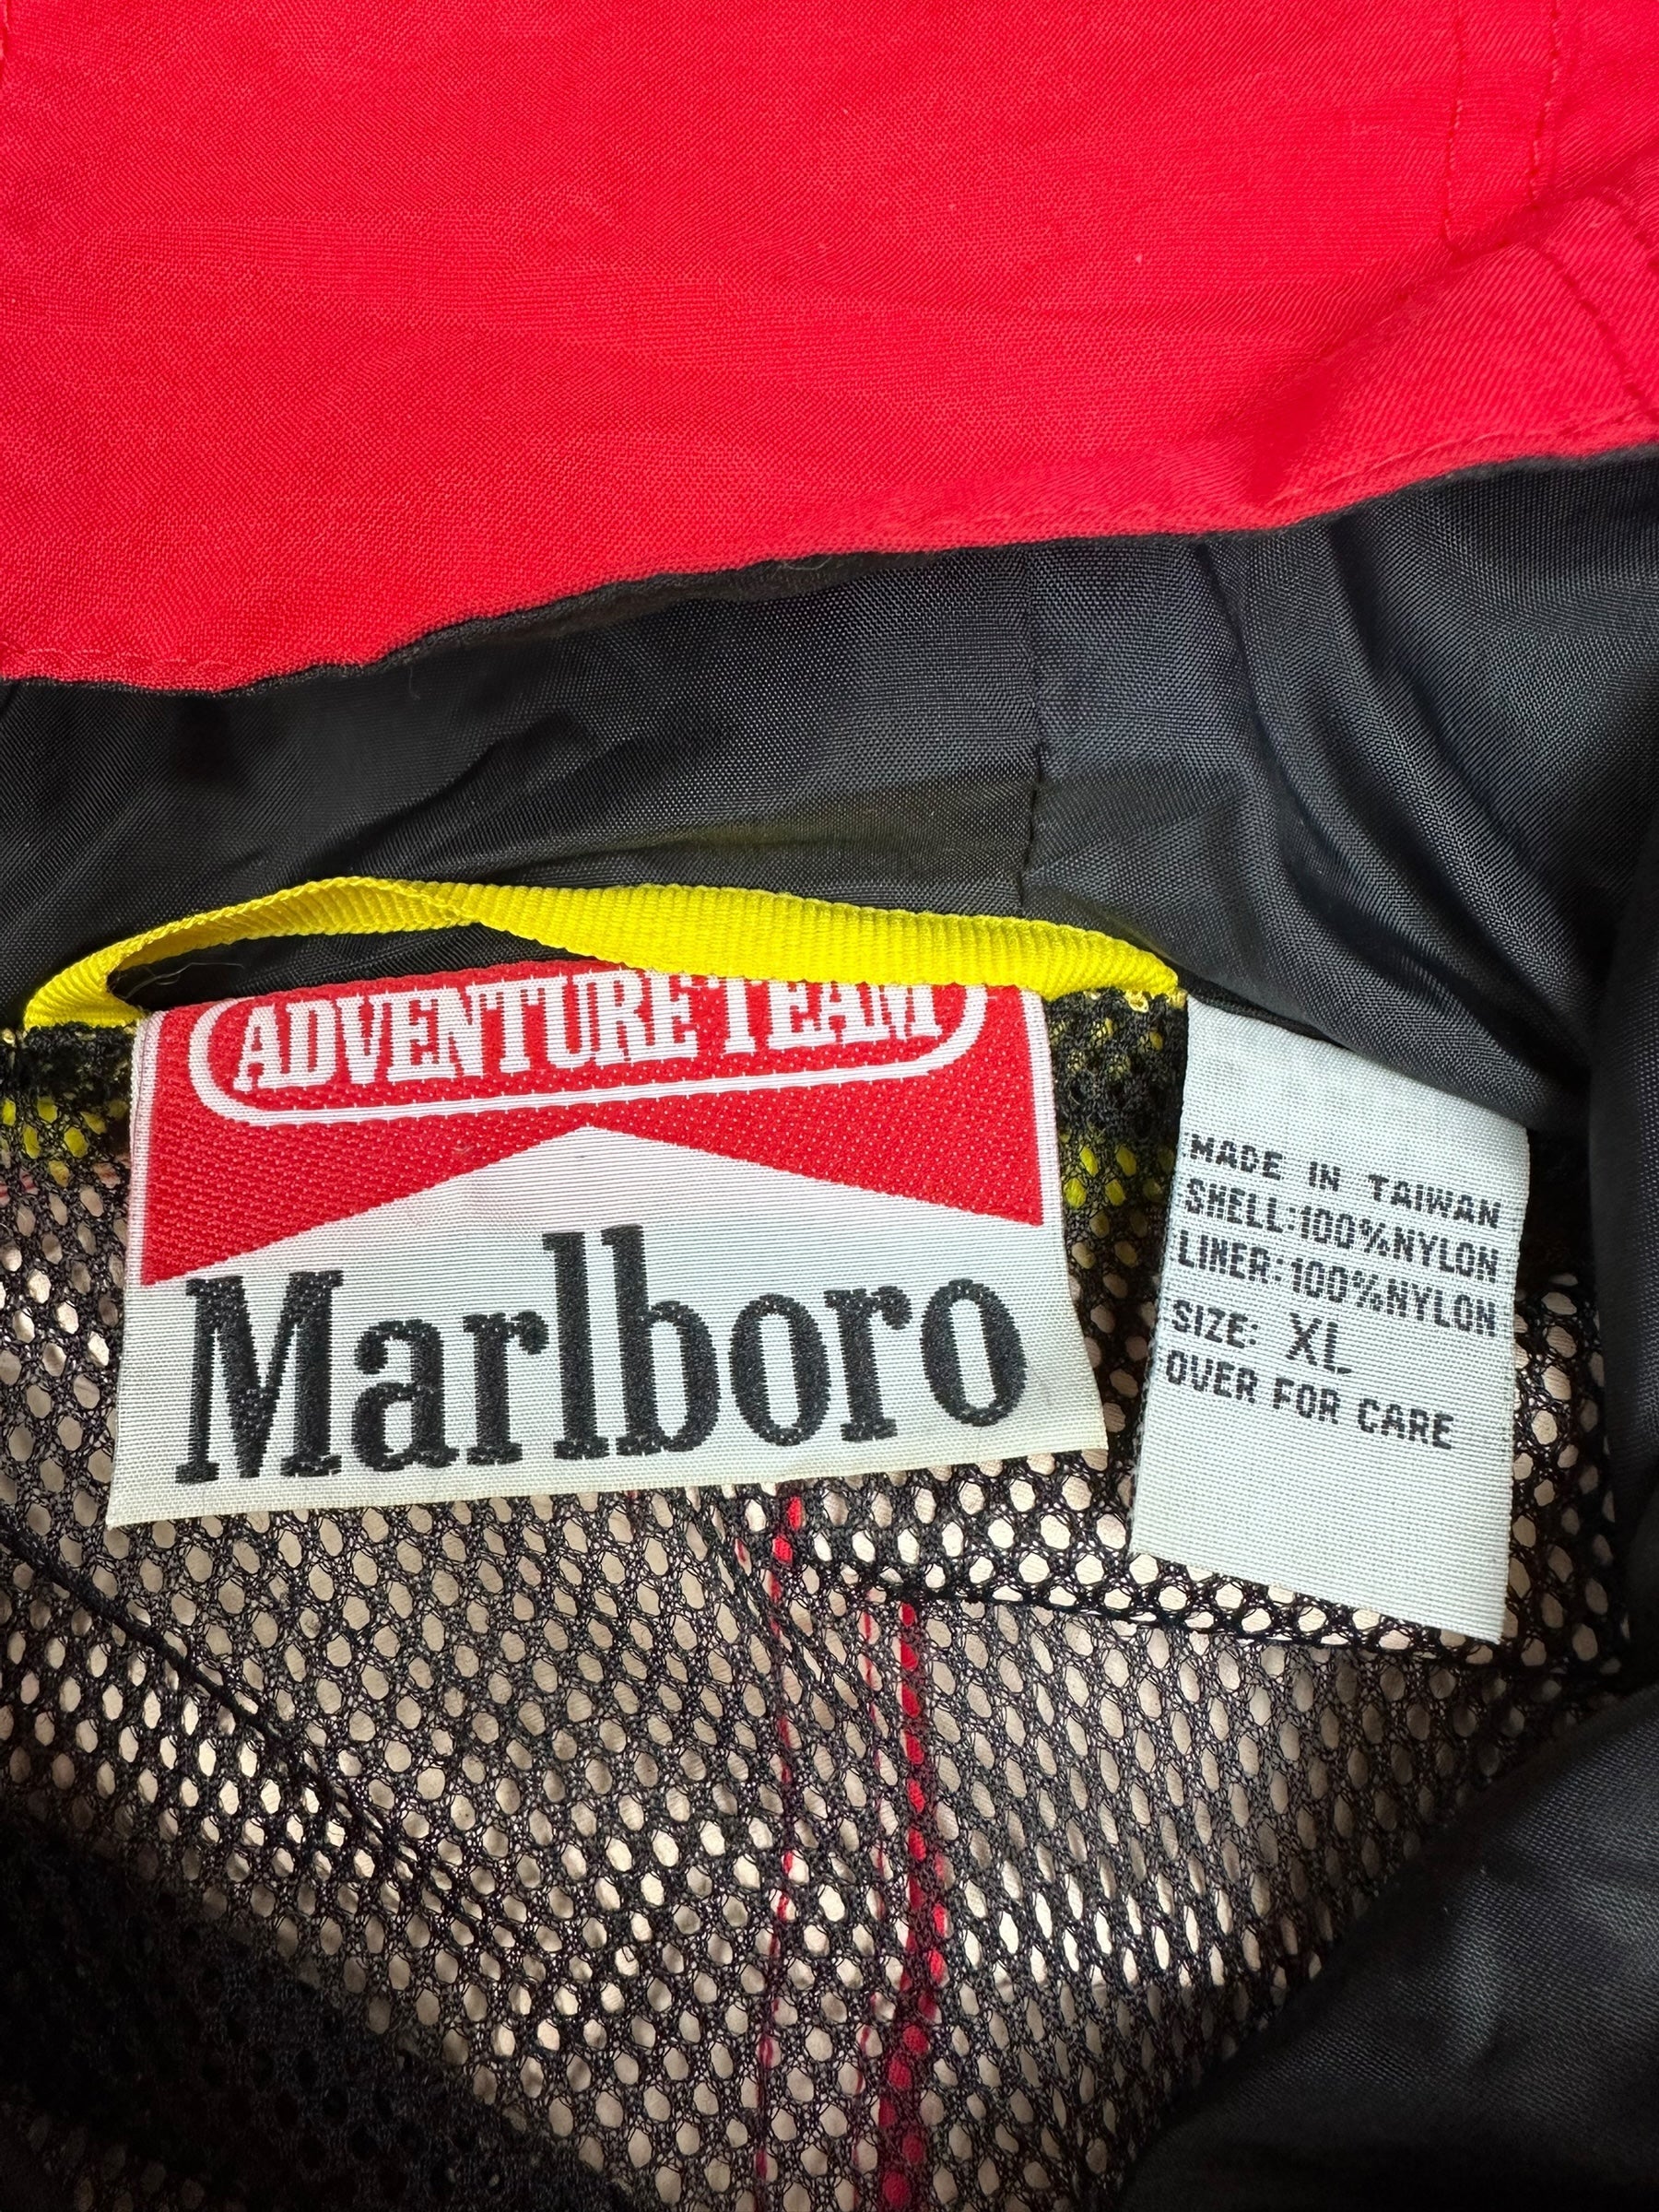 ADVENTURE TEAM
Marlboro
MADE IN TAIWAN
SHELL:100%NYLON
LINER:100%NYLON
SIZE: XL
OVER FOR CARE